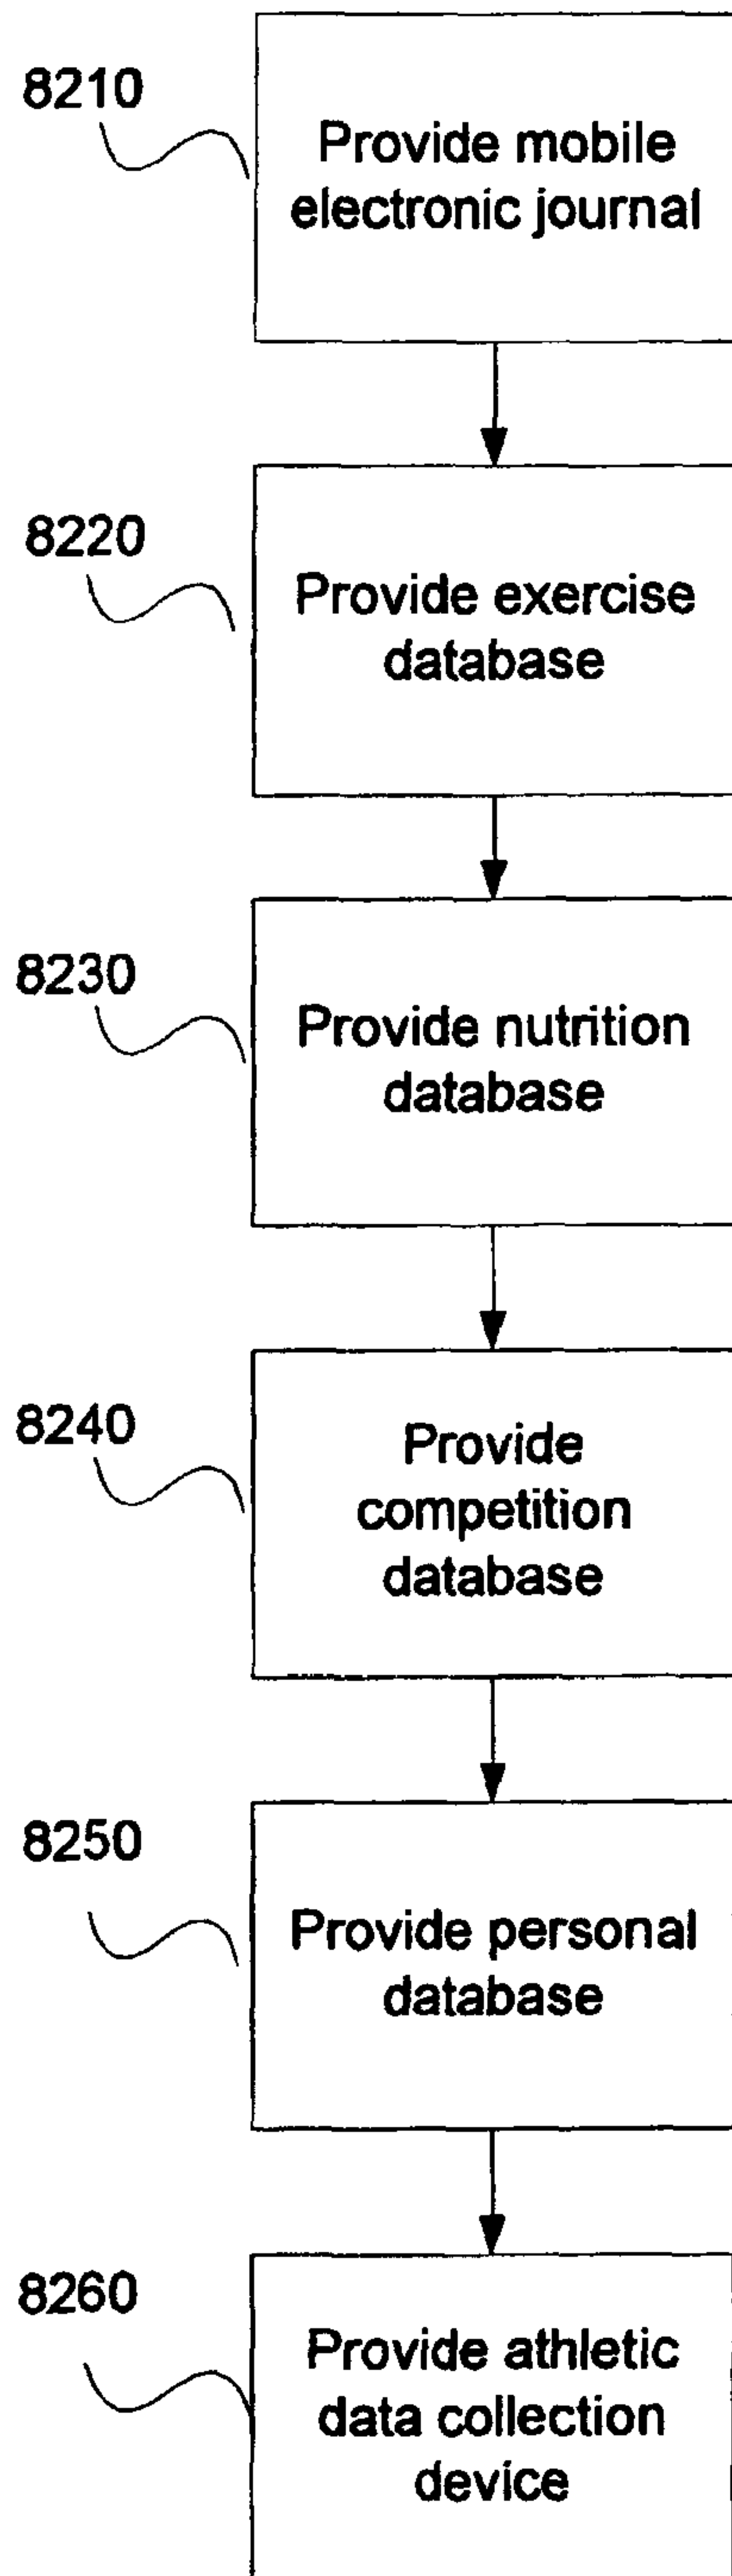 8210
Provide mobile
electronic journal
8220
Provide exercise
database
8230
Provide nutrition
database
8240
Provide
competition
database
8250
Provide personal
database
8260
Provide athletic
data collection
device